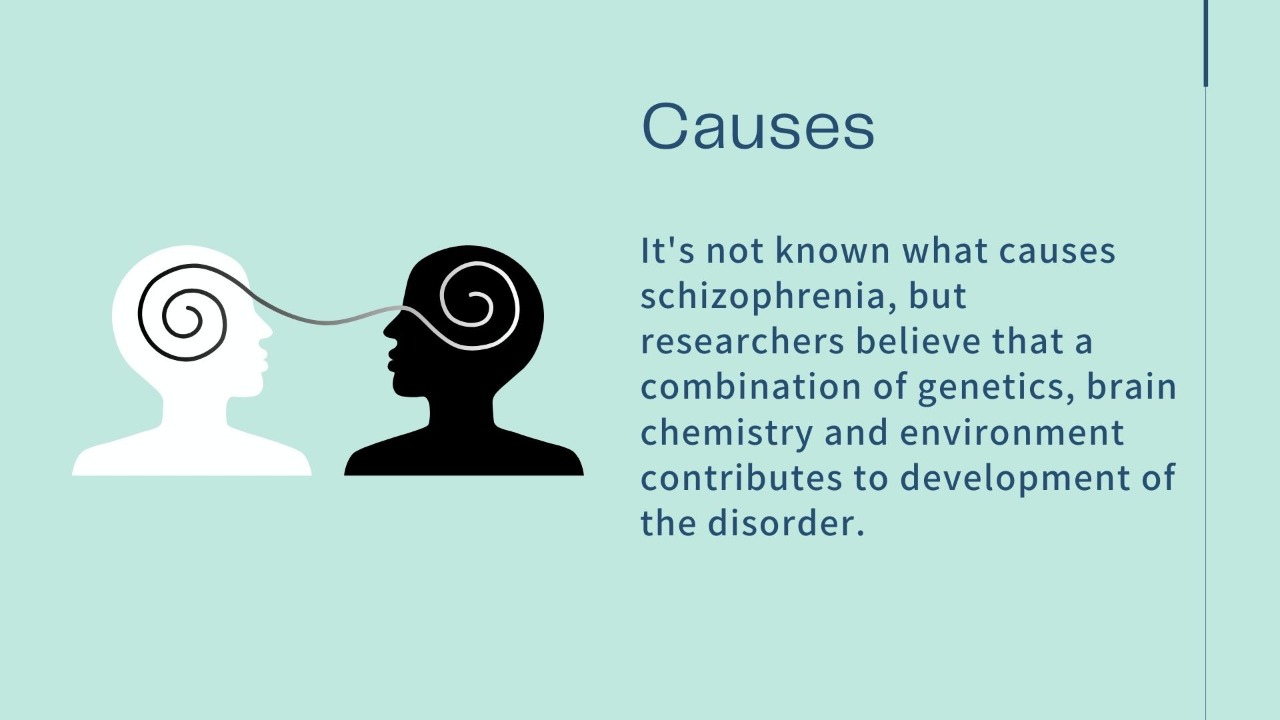 Causes
It's not known what causes
schizophrenia, but
researchers believe that a
combination of genetics, brain
chemistry and environment
contributes to development of
the disorder.